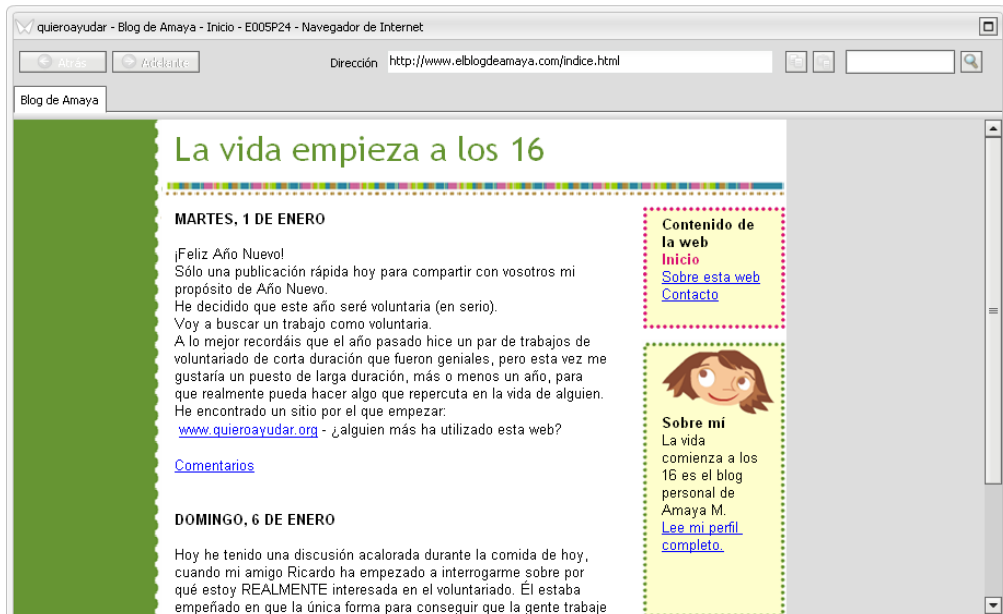 quieroayudar - Blog de Amaya - Inicio - E005P24 - Navegador de Internet
Atrás
Adelante
Dirección
http://www.elblogdeamaya.com/indice.html
Blog de Amaya
La vida empieza a los 16
MARTES, 1 DE ENERO
¡Feliz Año Nuevo!
Sólo una publicación rápida hoy para compartir con vosotros mi
propósito de Año Nuevo.
He decidido que este año seré voluntaria (en serio).
Voy a buscar un trabajo como voluntaria.
A lo mejor recordáis que el año pasado hice un par de trabajos de
voluntariado de corta duración que fueron geniales, pero esta vez me
gustaría un puesto de larga duración, más o menos un año, para
que realmente pueda hacer algo que repercuta en la vida de alguien.
He encontrado un sitio por el que empezar:
www.quieroayudar.org - ¿alguien más ha utilizado esta web?
Comentarios
DOMINGO, 6 DE ENERO
Hoy he tenido una discusión acalorada durante la comida de hoy,
cuando mi amigo Ricardo ha empezado a interrogarme sobre por
qué estoy REALMENTE interesada en el voluntariado. Él estaba
empeñado en que la única forma para conseguir que la gente trabaje
Contenido de
la web
Inicio
Sobre esta web
Contacto
Sobre mí
La vida
comienza a los
16 es el blog
personal de
Amaya M.
Lee mi perfil
completo.